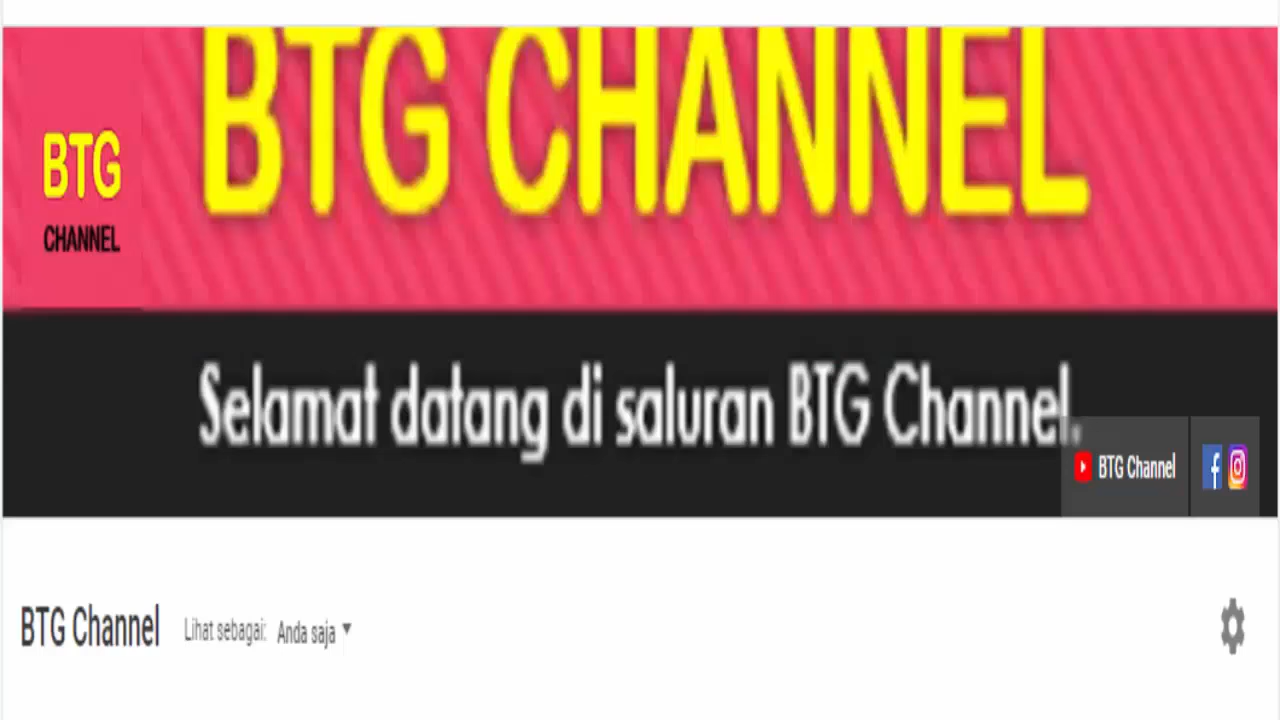 BTG CHANNEL
BTG
CHANNEL
Selamat datang di saluran BTG Channel.
BTG Channel
BTG Channel
Lihat sebagai: Anda saja